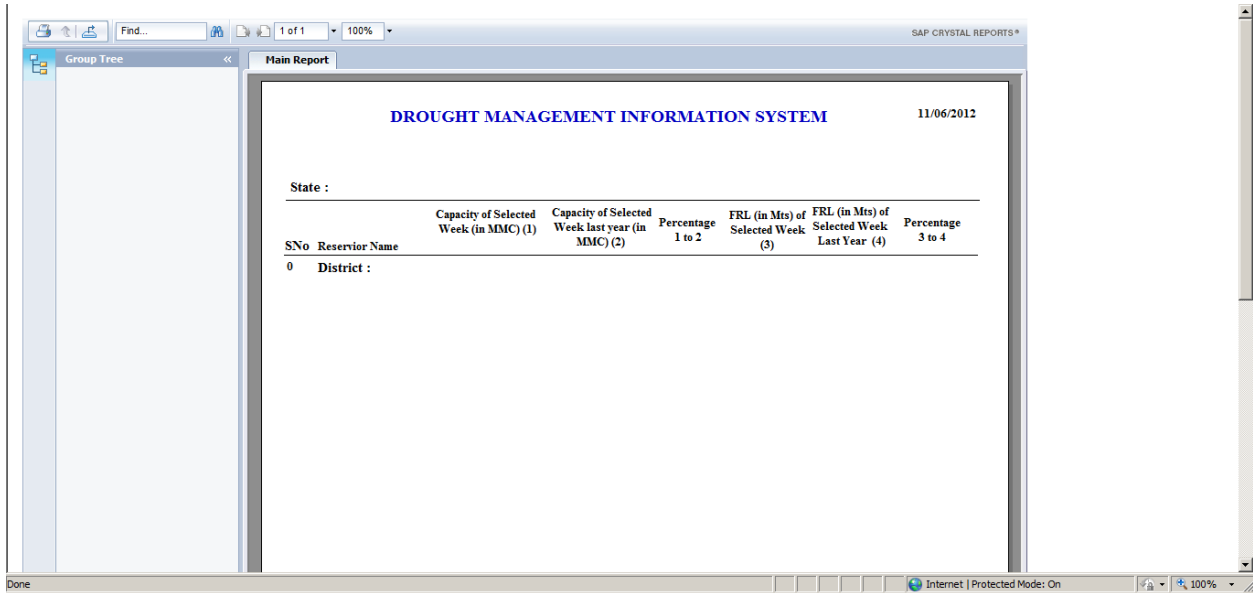 Find...
1 of 1
100%
SAP CRYSTAL REPORTS®
Group Tree «
Main Report
DROUGHT MANAGEMENT INFORMATION SYSTEM
11/06/2012
State :
SNo
Reservior Name
Capacity of Selected
Week (in MMC) (1)
Capacity of Selected
Week last year (in
MMC) (2)
Percentage
1 to 2
FRL (in Mts) of
Selected Week
(3)
FRL (in Mts) of
Selected Week
Last Year (4)
Percentage
3 to 4
0 District :
Done
Internet | Protected Mode: On
100%